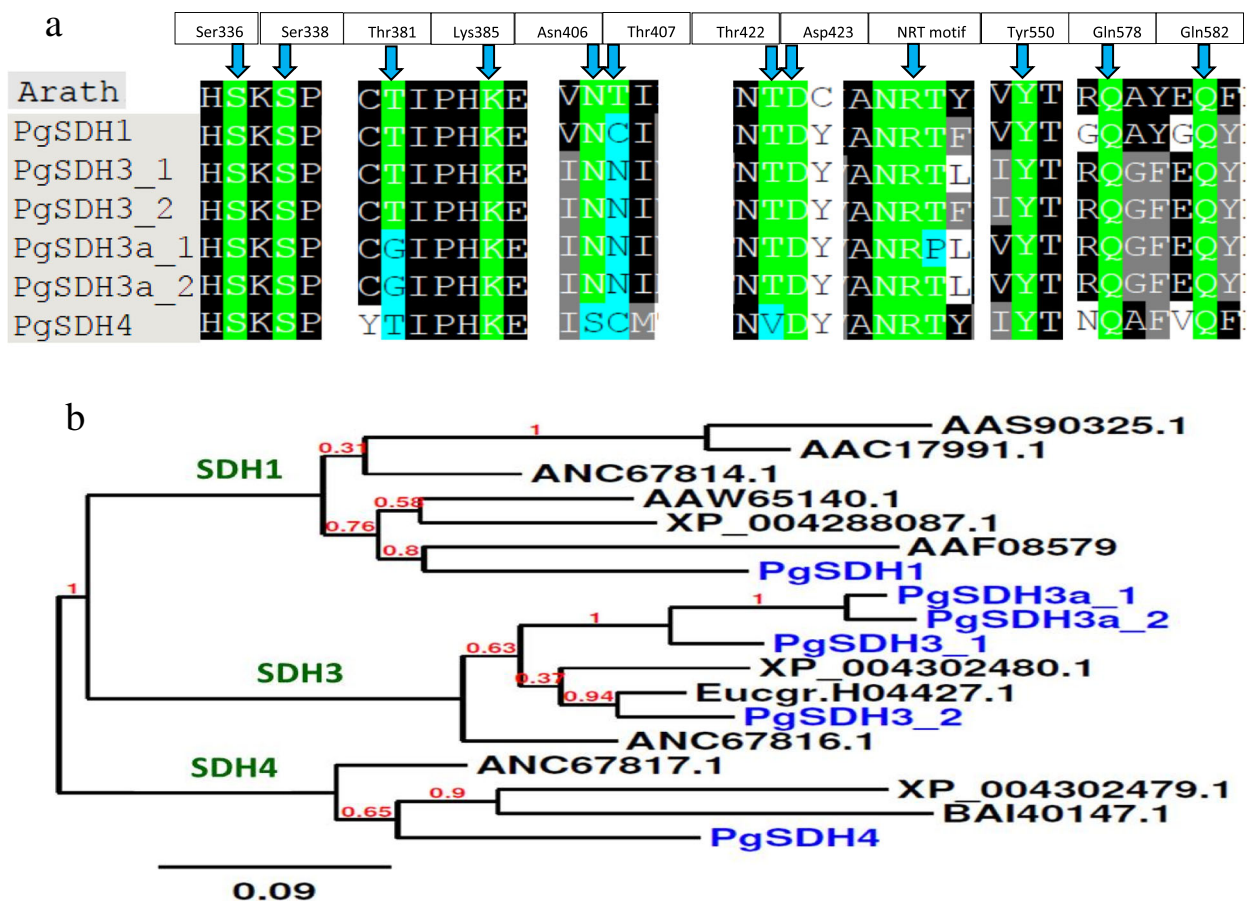 a
Ser336 Ser338 Thr381 Lys385 Asn406 Thr407 Thr422 Asp423 NRT motif Tyr550 Gln578 Gln582
Arath HSKSP CTIPHKE VNTI NTDC ANRTY VYT RQAYEQF
PgSDH1 HSKSP CTIPHKE VNCI NTDY ANRTF VYT GQAYGQY
PgSDH3_1 HSKSP CTIPHKE INNI NTDY ANRTL IYT RQGFEQY
PgSDH3_2 HSKSP CTIPHKE INNI NTDY ANRTF IYT RQGFEQY
PgSDH3a_1 HSKSP CGIPHKE INNI NTDY ANRPL VYT RQGFEQY
PgSDH3a_2 HSKSP CGIPHKE INNI NTDY ANRTL VYT RQGFEQY
PgSDH4 HSKSP YTIPHKE ISCM NVDY ANRTY IYT NQAFVQF
b
AAS90325.1
1
0.31
AAC17991.1
SDH1
ANC67814.1
AAW65140.1
0.58
XP_004288087.1
0.76
AAF08579
0.8
PgSDH1
1
PgSDH3a_1
1
PgSDH3a_2
1
PgSDH3_1
0.63
SDH3
XP_004302480.1
0.37
Eucgr.H04427.1
0.94
PgSDH3_2
ANC67816.1
SDH4
ANC67817.1
XP_004302479.1
0.9
0.65
BAI40147.1
PgSDH4
0.09